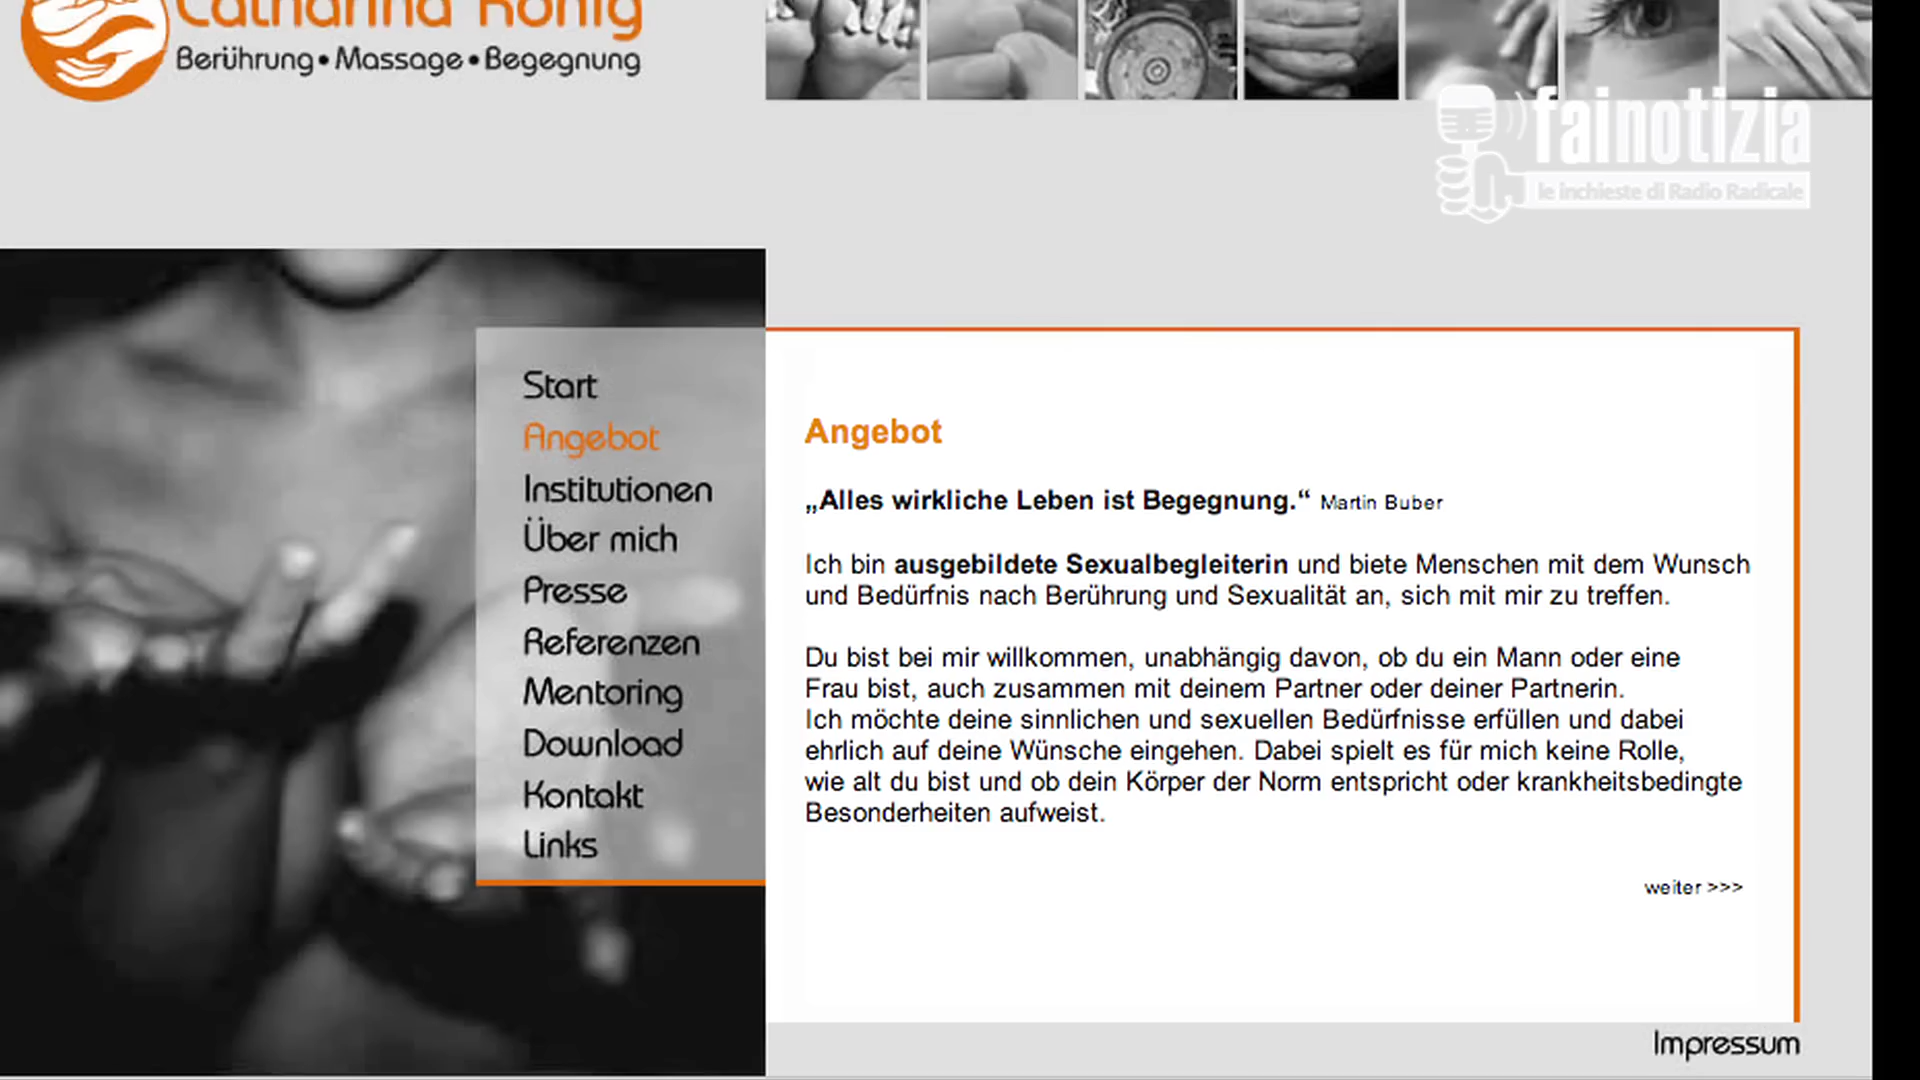 Catharina König
Berührung • Massage • Begegnung
fainotizia
le inchieste di Radio Radicale
Start
Angebot
Institutionen
Über mich
Presse
Referenzen
Mentoring
Download
Kontakt
Links
Angebot
„Alles wirkliche Leben ist Begegnung.“ Martin Buber
Ich bin ausgebildete Sexualbegleiterin und biete Menschen mit dem Wunsch
und Bedürfnis nach Berührung und Sexualität an, sich mit mir zu treffen.
Du bist bei mir willkommen, unabhängig davon, ob du ein Mann oder eine
Frau bist, auch zusammen mit deinem Partner oder deiner Partnerin.
Ich möchte deine sinnlichen und sexuellen Bedürfnisse erfüllen und dabei
ehrlich auf deine Wünsche eingehen. Dabei spielt es für mich keine Rolle,
wie alt du bist und ob dein Körper der Norm entspricht oder krankheitsbedingte
Besonderheiten aufweist.
weiter >>>
Impressum